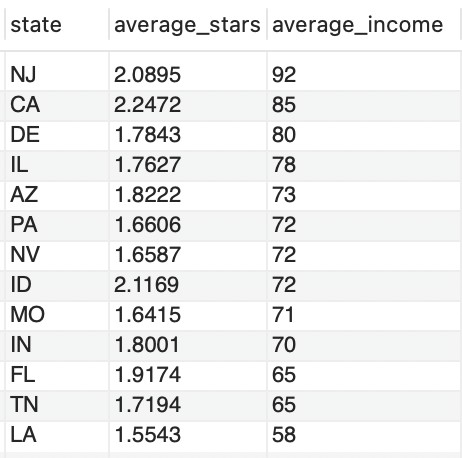 state average_stars average_income
NJ 2.0895 92
CA 2.2472 85
DE 1.7843 80
IL 1.7627 78
AZ 1.8222 73
PA 1.6606 72
NV 1.6587 72
ID 2.1169 72
MO 1.6415 71
IN 1.8001 70
FL 1.9174 65
TN 1.7194 65
LA 1.5543 58